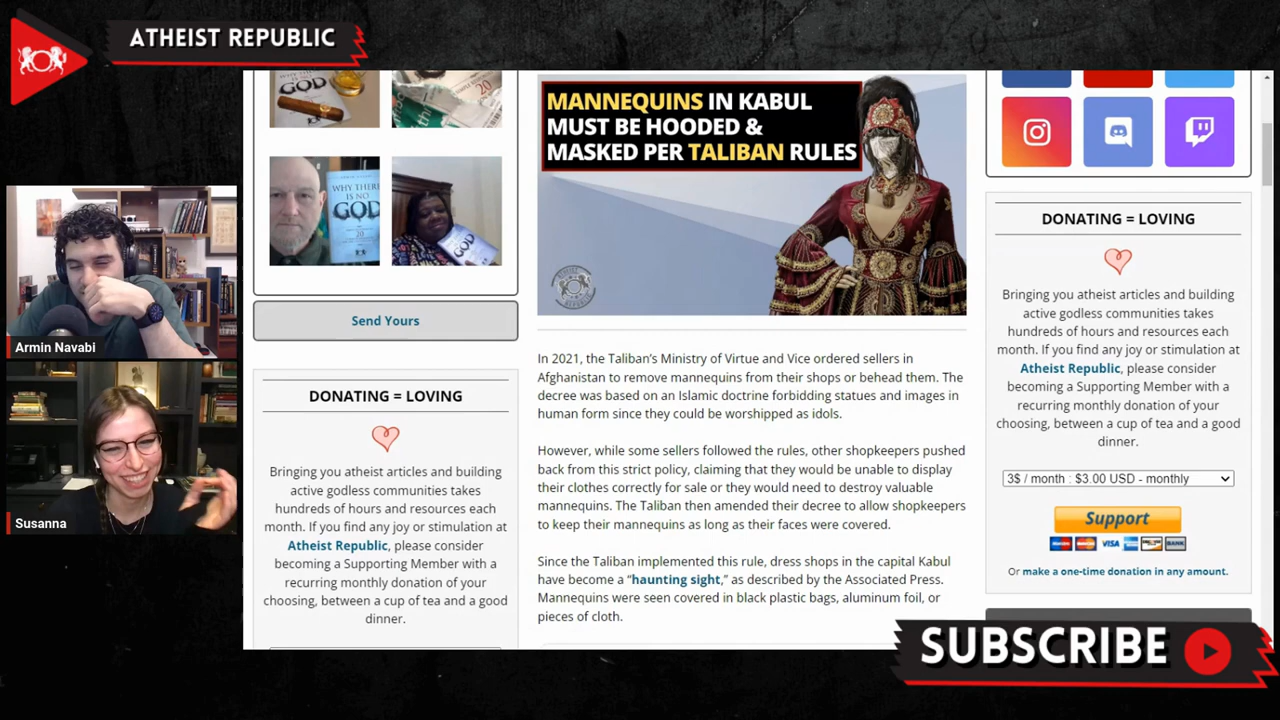 ATHEIST REPUBLIC
GOD
20
WHY THERE
IS NO
GOD
20
GOD
Send Yours
DONATING = LOVING
Bringing you atheist articles and building
active godless communities takes
hundreds of hours and resources each
month. If you find any joy or stimulation at
Atheist Republic, please consider
becoming a Supporting Member with a
recurring monthly donation of your
choosing, between a cup of tea and a good
dinner.
MANNEQUINS IN KABUL
MUST BE HOODED &
MASKED PER TALIBAN RULES
In 2021, the Taliban's Ministry of Virtue and Vice ordered sellers in
Afghanistan to remove mannequins from their shops or behead them. The
decree was based on an Islamic doctrine forbidding statues and images in
human form since they could be worshipped as idols.
However, while some sellers followed the rules, other shopkeepers pushed
back from this strict policy, claiming that they would be unable to display
their clothes correctly for sale or they would need to destroy valuable
mannequins. The Taliban then amended their decree to allow shopkeepers
to keep their mannequins as long as their faces were covered.
Since the Taliban implemented this rule, dress shops in the capital Kabul
have become a “haunting sight,” as described by the Associated Press.
Mannequins were seen covered in black plastic bags, aluminum foil, or
pieces of cloth.
DONATING = LOVING
Bringing you atheist articles and building
active godless communities takes
hundreds of hours and resources each
month. If you find any joy or stimulation at
Atheist Republic, please consider
becoming a Supporting Member with a
recurring monthly donation of your
choosing, between a cup of tea and a good
dinner.
3$ / month : $3.00 USD - monthly
Support
VISA
BANK
Or make a one-time donation in any amount.
Armin Navabi
Susanna
SUBSCRIBE